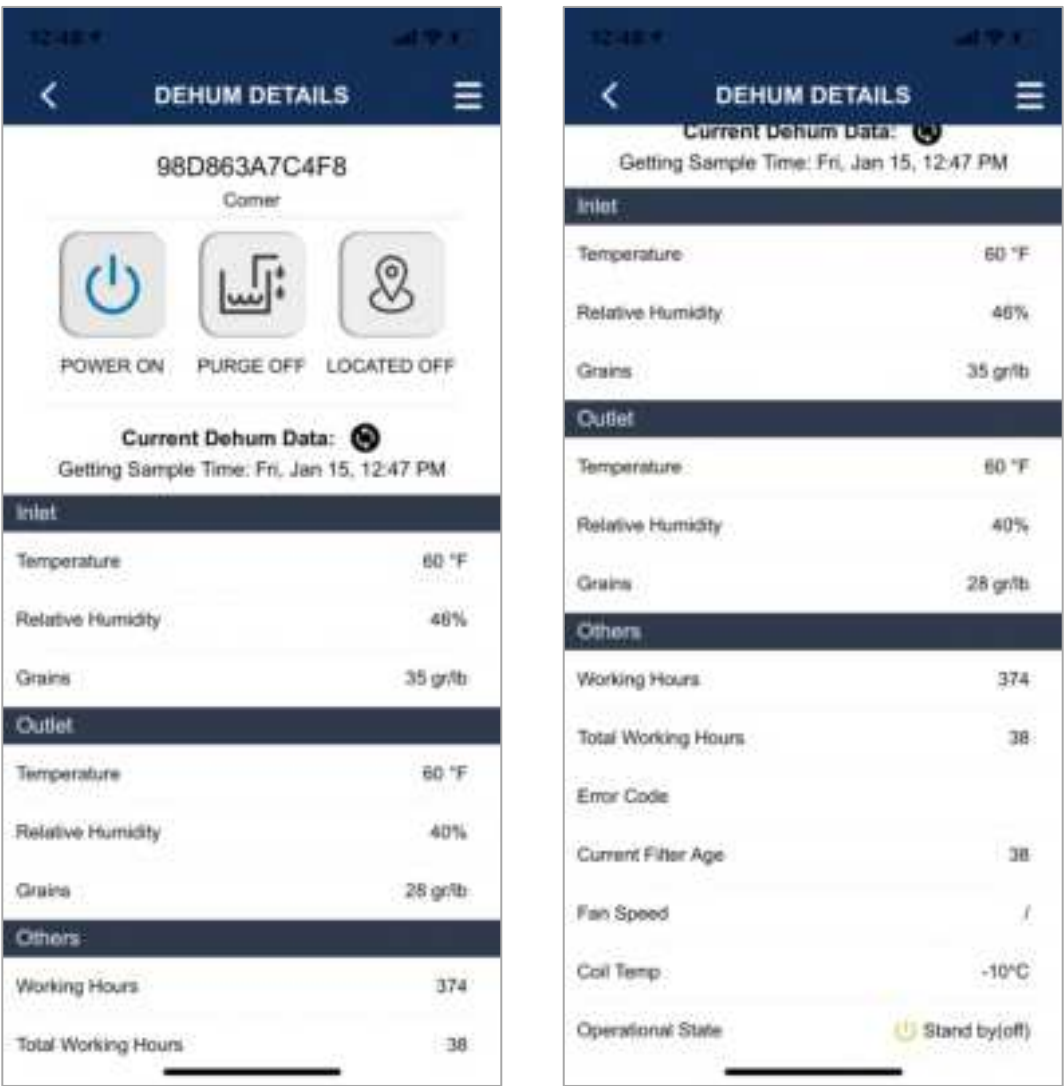 12:48
DEHUM DETAILS
98D863A7C4F8
Corner
POWER ON PURGE OFF LOCATED OFF
Current Dehum Data:
Getting Sample Time: Fri, Jan 15, 12:47 PM
Inlet
Temperature 60 °F
Relative Humidity 46%
Grains 35 gr/lb
Outlet
Temperature 60 °F
Relative Humidity 40%
Grains 28 gr/lb
Others
Working Hours 374
Total Working Hours 38
12:48
DEHUM DETAILS
Current Dehum Data:
Getting Sample Time: Fri, Jan 15, 12:47 PM
Inlet
Temperature 60 °F
Relative Humidity 46%
Grains 35 gr/lb
Outlet
Temperature 60 °F
Relative Humidity 40%
Grains 28 gr/lb
Others
Working Hours 374
Total Working Hours 38
Error Code
Current Filter Age 38
Fan Speed /
Coil Temp -10°C
Operational State Stand by(off)